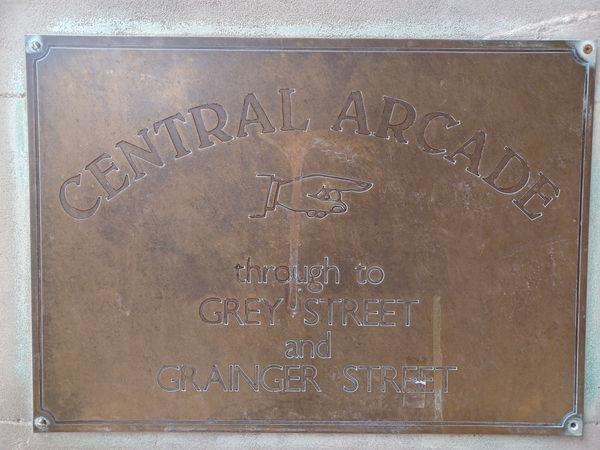 CENTRAL ARCADE
through to
GREY STREET
and
GRAINGER STREET